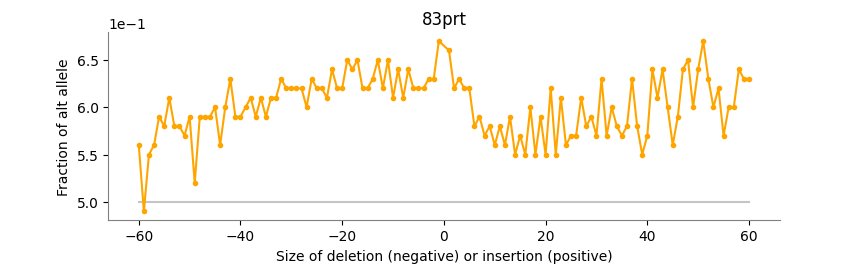 83prt
1e−1
Fraction of alt allele
6.5
6.0
5.5
5.0
−60 −40 −20 0 20 40 60
Size of deletion (negative) or insertion (positive)